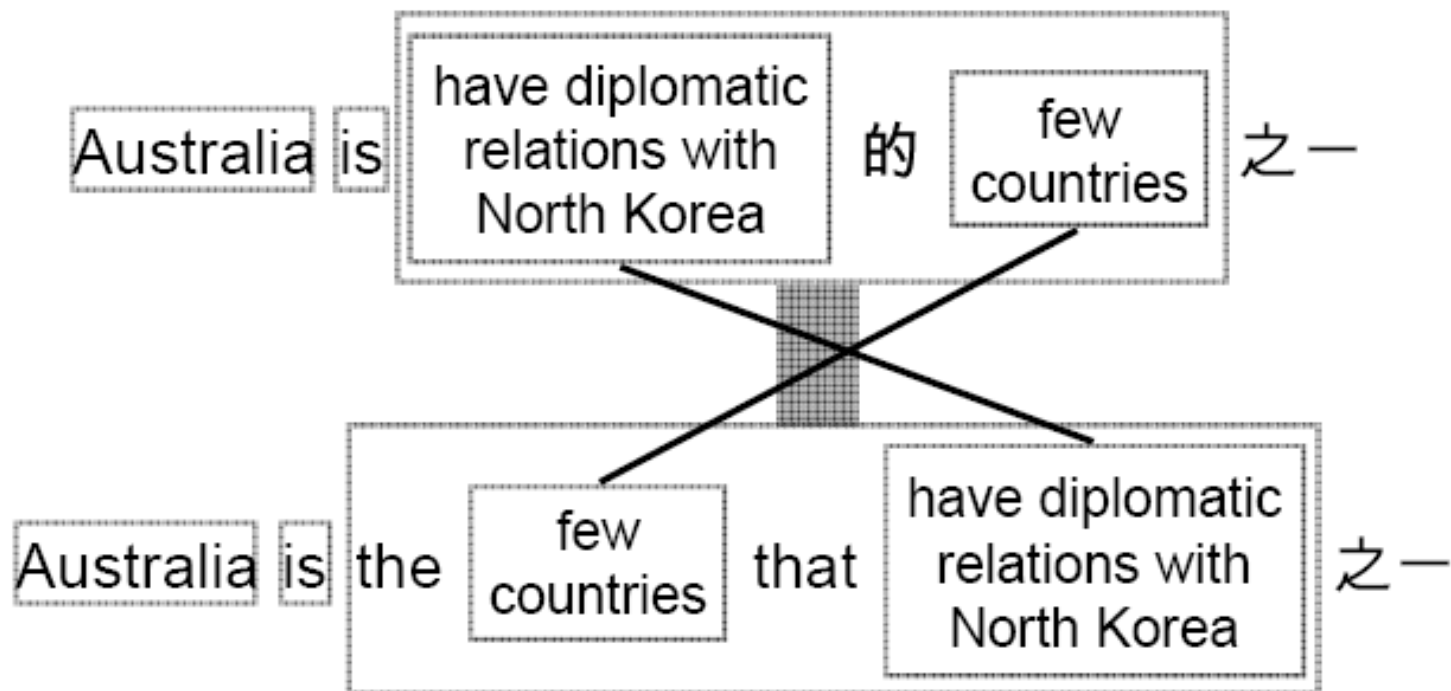 Australia is have diplomatic relations with North Korea 的 few countries 之一
Australia is the few countries that have diplomatic relations with North Korea 之一